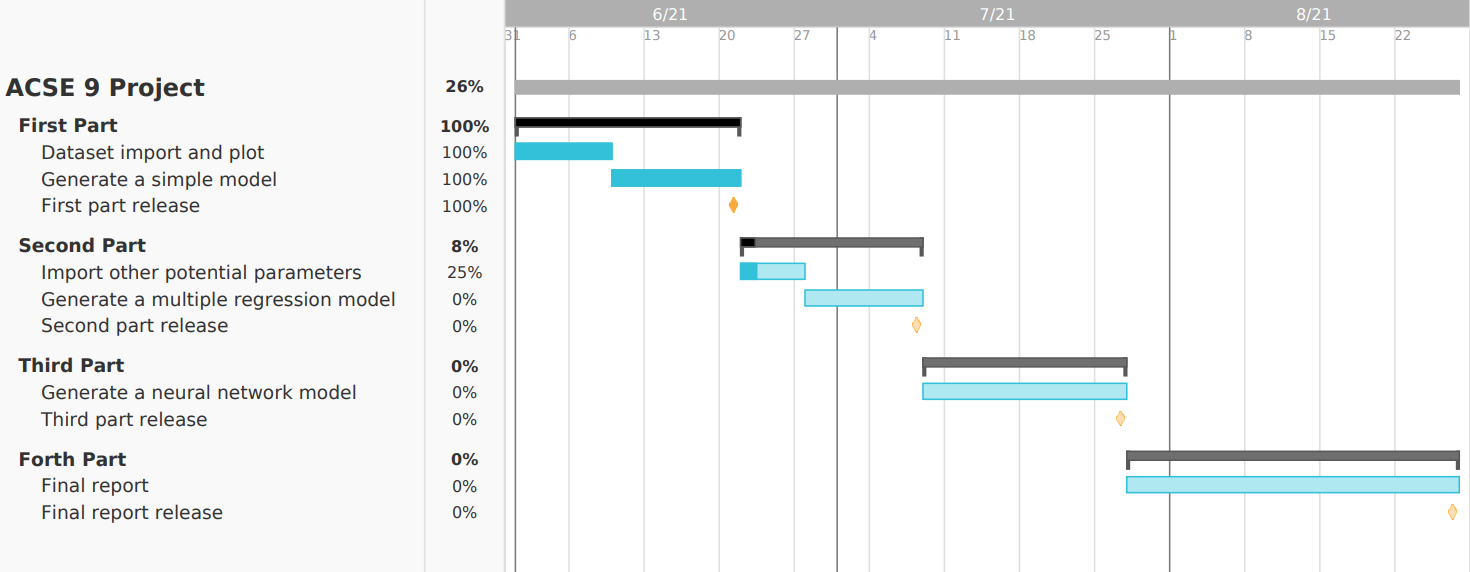 6/21 7/21 8/21
31 6 13 20 27 4 11 18 25 1 8 15 22
ACSE 9 Project 26%
First Part 100%
Dataset import and plot 100%
Generate a simple model 100%
First part release 100%
Second Part 8%
Import other potential parameters 25%
Generate a multiple regression model 0%
Second part release 0%
Third Part 0%
Generate a neural network model 0%
Third part release 0%
Forth Part 0%
Final report 0%
Final report release 0%